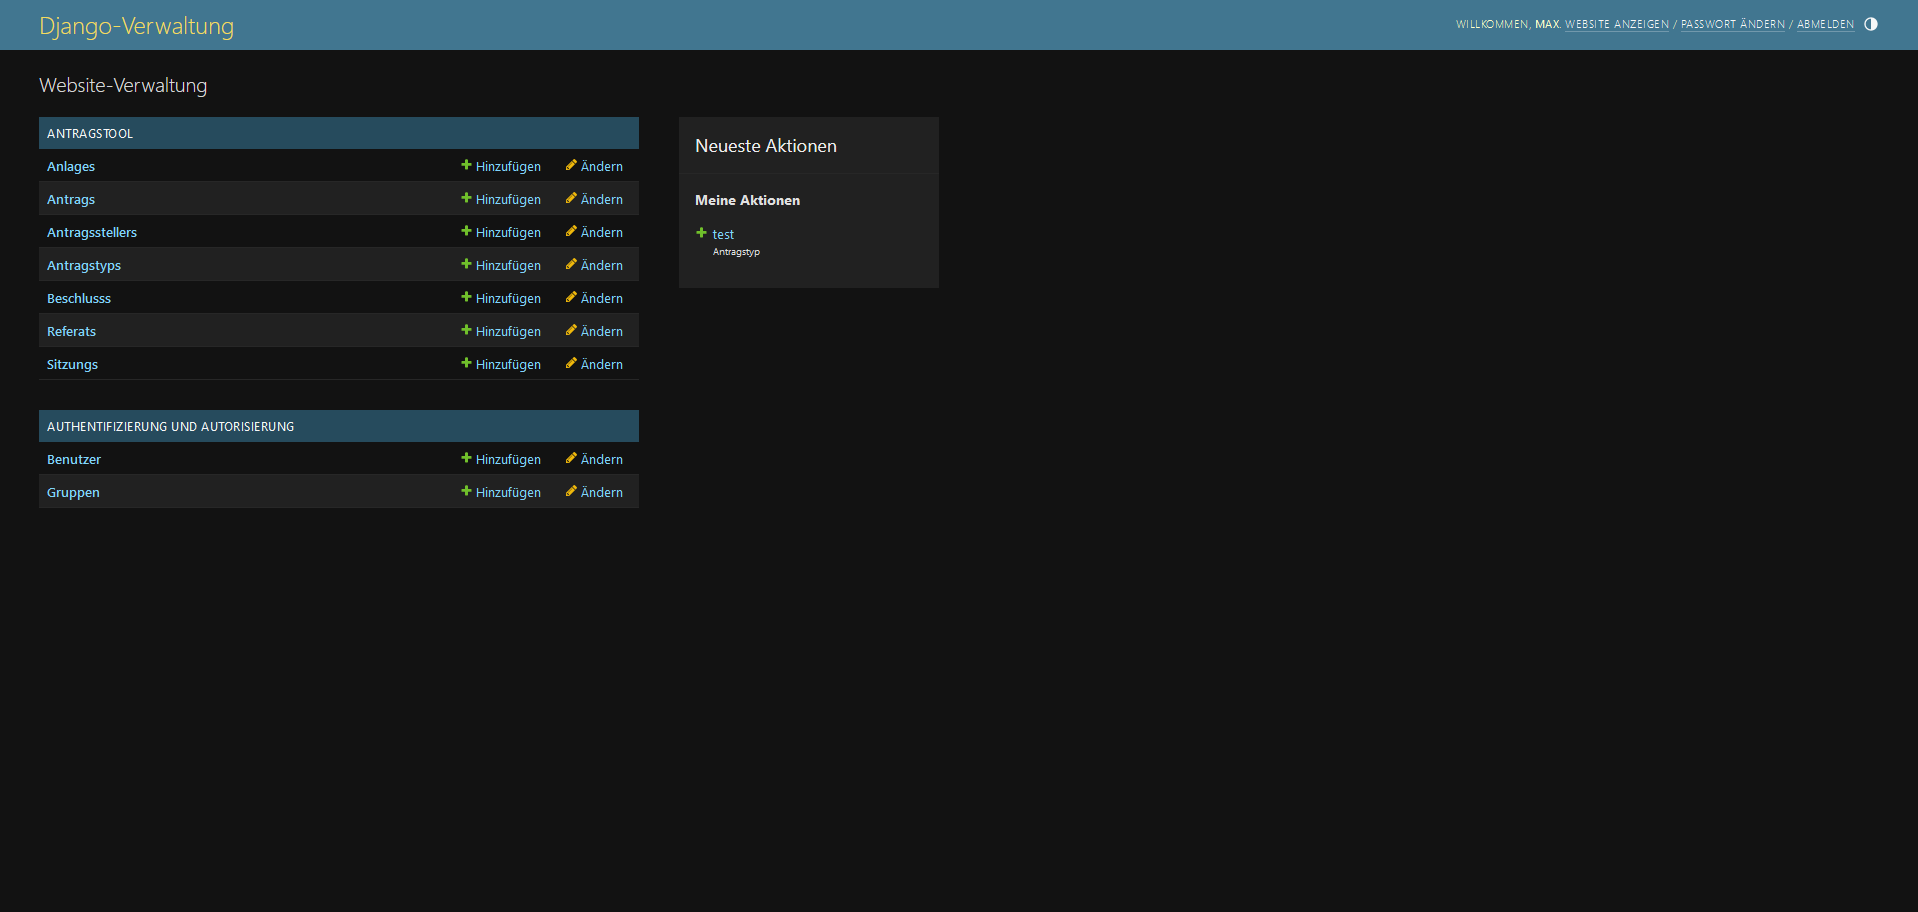 Django-Verwaltung
WILLKOMMEN, MAX. WEBSITE ANZEIGEN / PASSWORT ÄNDERN / ABMELDEN
Website-Verwaltung
ANTRAGSTOOL
Anlages Hinzufügen Ändern
Antrags Hinzufügen Ändern
Antragsstellers Hinzufügen Ändern
Antragstyps Hinzufügen Ändern
Beschlusss Hinzufügen Ändern
Referats Hinzufügen Ändern
Sitzungs Hinzufügen Ändern
AUTHENTIFIZIERUNG UND AUTORISIERUNG
Benutzer Hinzufügen Ändern
Gruppen Hinzufügen Ändern
Neueste Aktionen
Meine Aktionen
test
Antragstyp